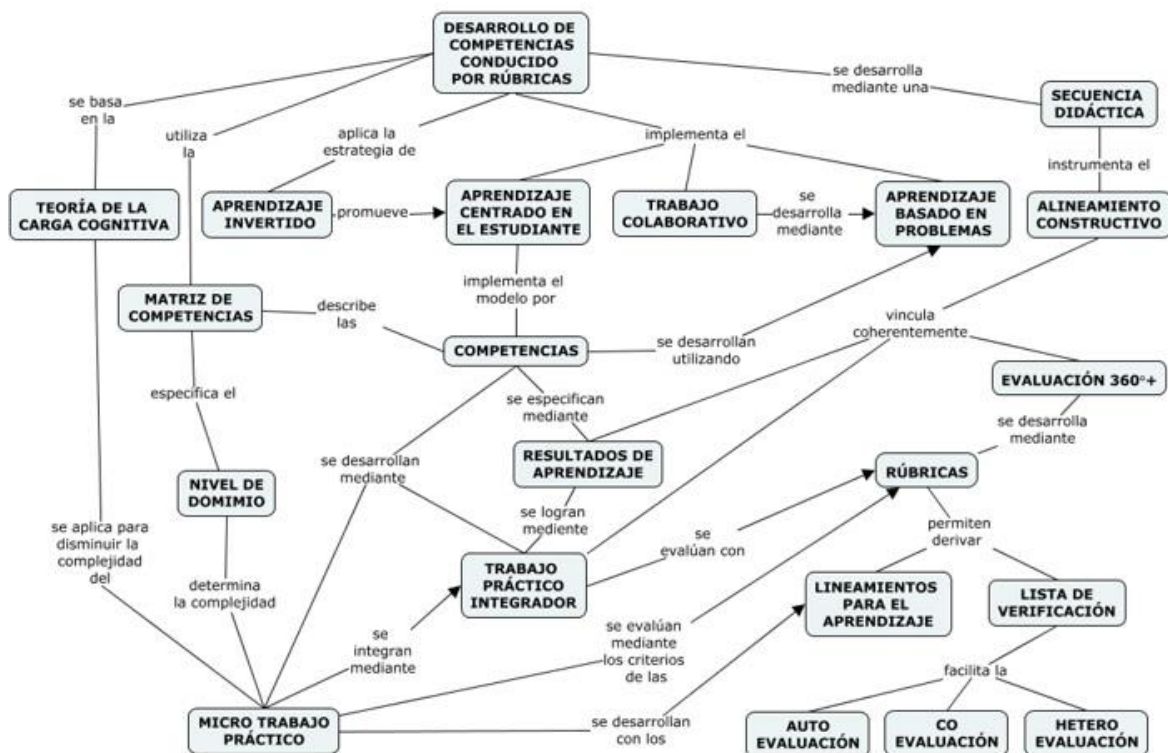 DESARROLLO DE
COMPETENCIAS
CONDUCIDO
POR RÚBRICAS
se desarrolla
mediante una
se basa
en la
SECUENCIA
DIDÁCTICA
utiliza
la
aplica la
estrategia de
implementa el
instrumenta el
TEORÍA DE LA
CARGA COGNITIVA
APRENDIZAJE
INVERTIDO
promueve
APRENDIZAJE
CENTRADO EN
EL ESTUDIANTE
TRABAJO
COLABORATIVO
se
desarrolla
mediante
APRENDIZAJE
BASADO EN
PROBLEMAS
ALINEAMIENTO
CONSTRUCTIVO
implementa el
modelo por
MATRIZ DE
COMPETENCIAS
describe
las
vincula
coherentemente
COMPETENCIAS
se desarrollan
utilizando
EVALUACIÓN 360°+
especifica el
se especifican
mediante
se desarrolla
mediante
se desarrollan
mediante
RESULTADOS DE
APRENDIZAJE
RÚBRICAS
NIVEL DE
DOMIMIO
se logran
mediente
permiten
derivar
se aplica para
disminuir la
complejidad
del
se
evalúan con
determina
la complejidad
TRABAJO
PRÁCTICO
INTEGRADOR
LINEAMIENTOS
PARA EL
APRENDIZAJE
LISTA DE
VERIFICACIÓN
se
integran
mediante
se evalúan
mediante
los criterios
de las
facilita la
MICRO TRABAJO
PRÁCTICO
se desarrollan
con los
AUTO
EVALUACIÓN
CO
EVALUACIÓN
HETERO
EVALUACIÓN